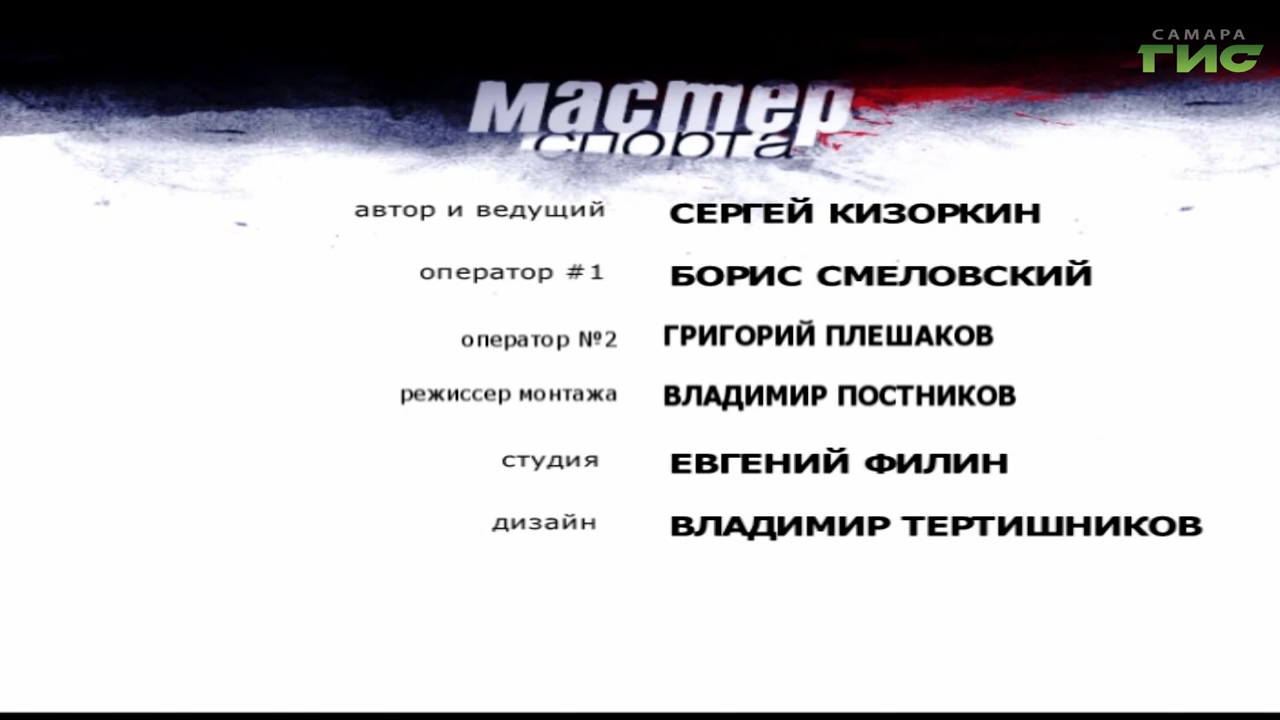 САМАРА
ГИС
мастер
спорта
автор и ведущий СЕРГЕЙ КИЗОРКИН
оператор #1 БОРИС СМЕЛОВСКИЙ
оператор №2 ГРИГОРИЙ ПЛЕШАКОВ
режиссер монтажа ВЛАДИМИР ПОСТНИКОВ
студия ЕВГЕНИЙ ФИЛИН
дизайн ВЛАДИМИР ТЕРТИШНИКОВ